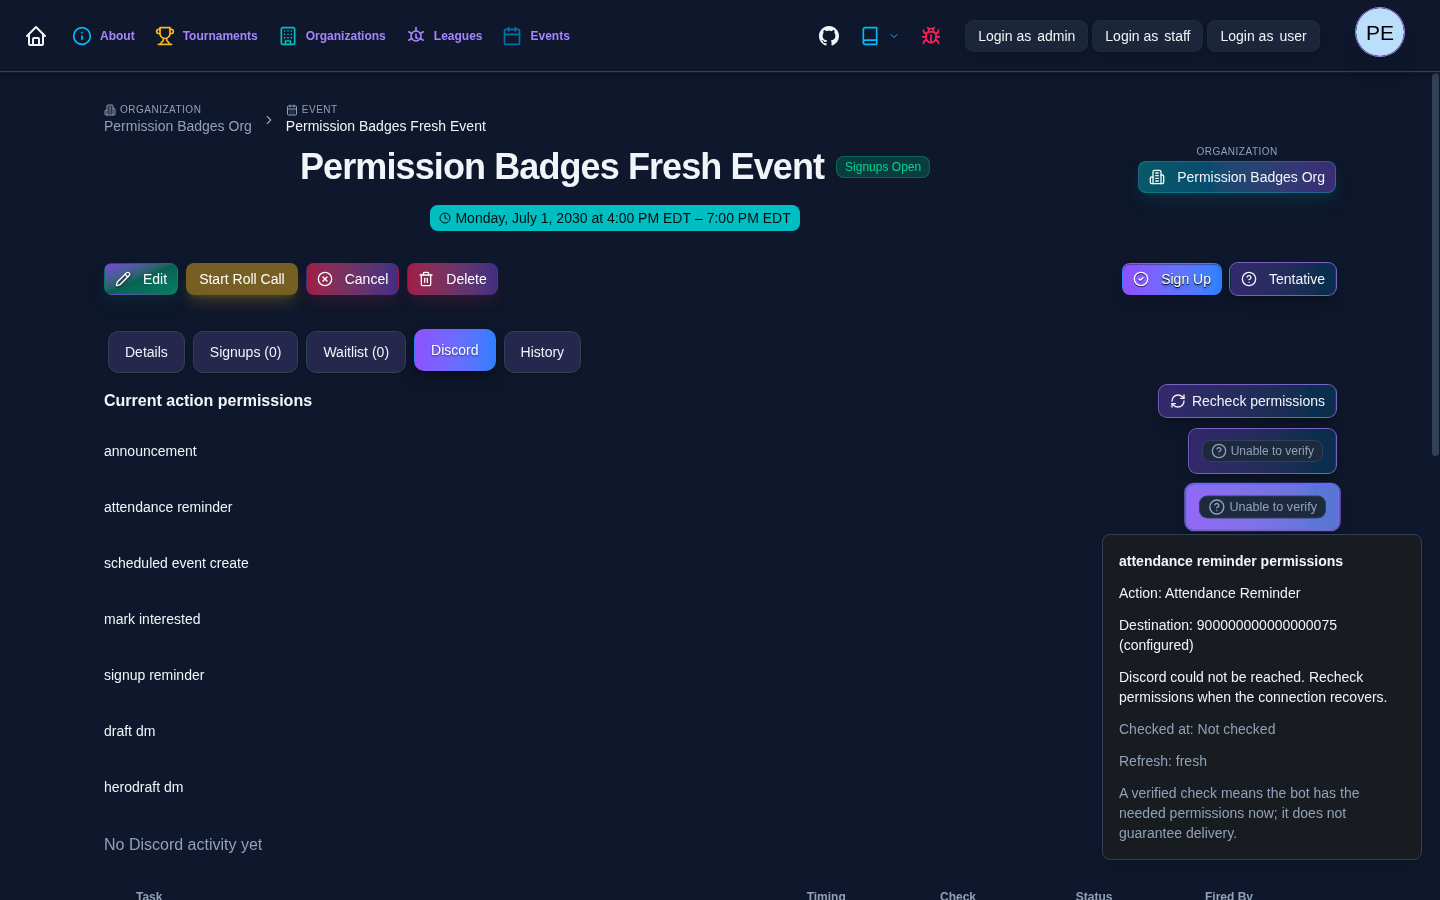 About
Tournaments
Organizations
Leagues
Events
Login as admin
Login as staff
Login as user
PE
ORGANIZATION
Permission Badges Org
EVENT
Permission Badges Fresh Event
Permission Badges Fresh Event
Signups Open
Monday, July 1, 2030 at 4:00 PM EDT – 7:00 PM EDT
ORGANIZATION
Permission Badges Org
Edit
Start Roll Call
Cancel
Delete
Sign Up
Tentative
Details
Signups (0)
Waitlist (0)
Discord
History
Current action permissions
Recheck permissions
announcement
Unable to verify
attendance reminder
Unable to verify
scheduled event create
mark interested
signup reminder
draft dm
herodraft dm
attendance reminder permissions
Action: Attendance Reminder
Destination: 900000000000000075
(configured)
Discord could not be reached. Recheck
permissions when the connection recovers.
Checked at: Not checked
Refresh: fresh
A verified check means the bot has the
needed permissions now; it does not
guarantee delivery.
No Discord activity yet
Task
Timing
Check
Status
Fired By